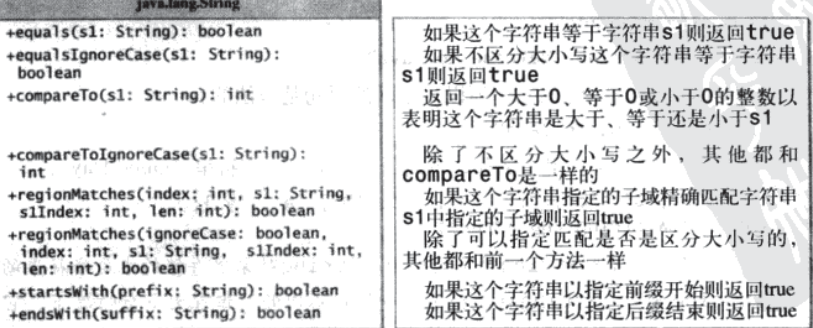 java.lang.String
+equals(s1: String): boolean
+equalsIgnoreCase(s1: String):
boolean
+compareTo(s1: String): int
+compareToIgnoreCase(s1: String):
int
+regionMatches(index: int, s1: String,
s1Index: int, len: int): boolean
+regionMatches(ignoreCase: boolean,
index: int, s1: String, s1Index: int,
len: int): boolean
+startsWith(prefix: String): boolean
+endsWith(suffix: String): boolean
如果这个字符串等于字符串s1则返回true
如果不区分大小写这个字符串等于字符串
s1则返回true
返回一个大于0、等于0或小于0的整数以
表明这个字符串是大于、等于还是小于s1
除了不区分大小写之外，其他都和
compareTo是一样的
如果这个字符串指定的子域精确匹配字符串
s1中指定的子域则返回true
除了可以指定匹配是否是区分大小写的，
其他都和前一个方法一样
如果这个字符串以指定前缀开始则返回true
如果这个字符串以指定后缀结束则返回true